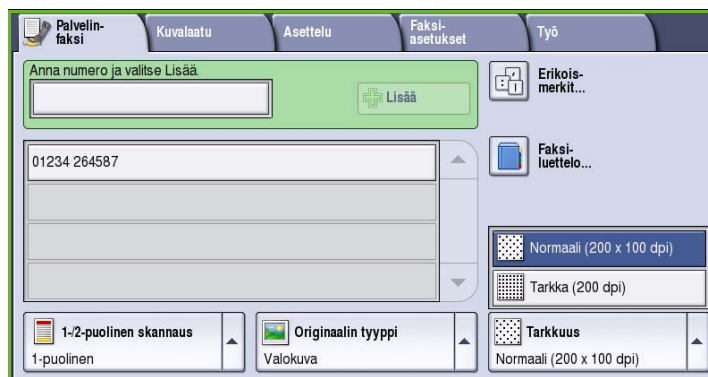 Palvelin-
faksi
Kuvalaatu
Asettelu
Faksi-
asetukset
Työ
Anna numero ja valitse Lisää.
Lisää
Erikois-
merkit...
01234 264587
Faksi-
luettelo...
Normaali (200 x 100 dpi)
Tarkka (200 dpi)
1-/2-puolinen skannaus
1-puolinen
Originaalin tyyppi
Valokuva
Tarkkuus
Normaali (200 x 100 dpi)